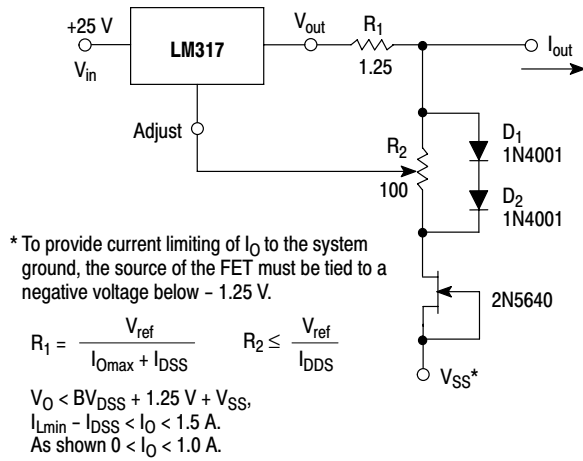 +25 V
V_in
LM317
V_out
R_1
1.25
I_out
Adjust
R_2
100
D_1
1N4001
D_2
1N4001
2N5640
V_SS*
* To provide current limiting of I_O to the system
ground, the source of the FET must be tied to a
negative voltage below – 1.25 V.
R_1 = V_ref / (I_Omax + I_DSS)
R_2 ≤ V_ref / I_DDS
V_O < BV_DSS + 1.25 V + V_SS,
I_Lmin – I_DSS < I_O < 1.5 A.
As shown 0 < I_O < 1.0 A.